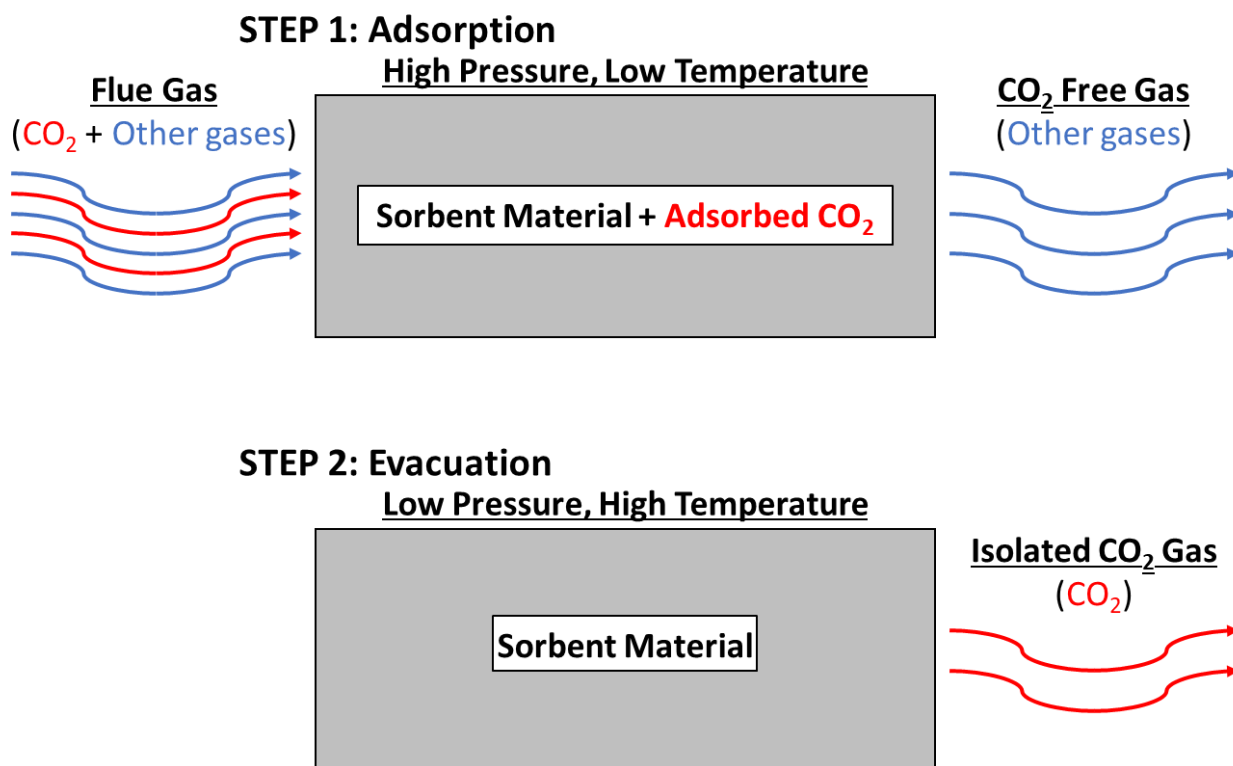 STEP 1: Adsorption
High Pressure, Low Temperature
Flue Gas
(CO₂ + Other gases)
Sorbent Material + Adsorbed CO₂
CO₂ Free Gas
(Other gases)
STEP 2: Evacuation
Low Pressure, High Temperature
Sorbent Material
Isolated CO₂ Gas
(CO₂)